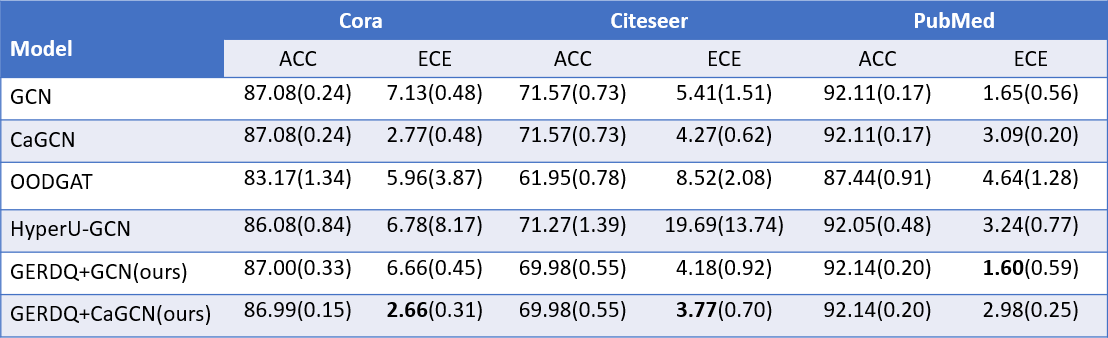 Cora Citeseer PubMed
Model
ACC ECE ACC ECE ACC ECE
GCN 87.08(0.24) 7.13(0.48) 71.57(0.73) 5.41(1.51) 92.11(0.17) 1.65(0.56)
CaGCN 87.08(0.24) 2.77(0.48) 71.57(0.73) 4.27(0.62) 92.11(0.17) 3.09(0.20)
OODGAT 83.17(1.34) 5.96(3.87) 61.95(0.78) 8.52(2.08) 87.44(0.91) 4.64(1.28)
HyperU-GCN 86.08(0.84) 6.78(8.17) 71.27(1.39) 19.69(13.74) 92.05(0.48) 3.24(0.77)
GERDQ+GCN(ours) 87.00(0.33) 6.66(0.45) 69.98(0.55) 4.18(0.92) 92.14(0.20) 1.60(0.59)
GERDQ+CaGCN(ours) 86.99(0.15) 2.66(0.31) 69.98(0.55) 3.77(0.70) 92.14(0.20) 2.98(0.25)